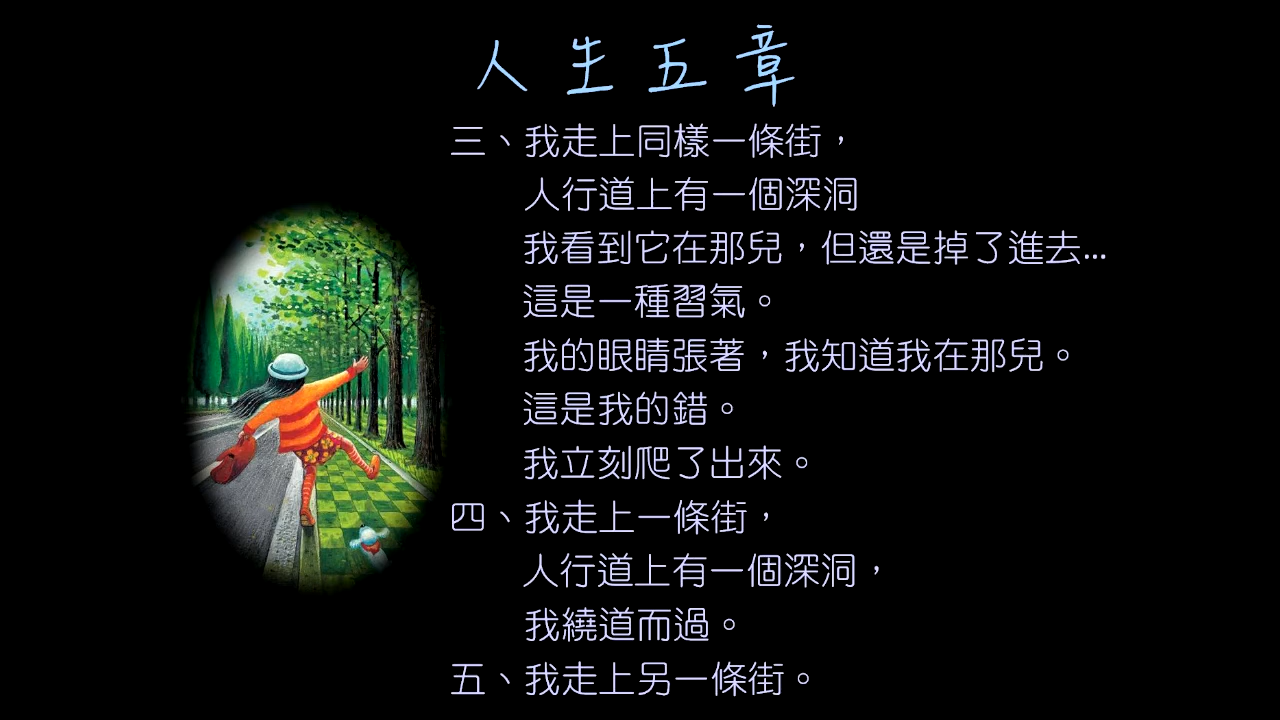 人生五章
三、我走上同樣一條街，
人行道上有一個深洞
我看到它在那兒，但還是掉了進去...
這是一種習氣。
我的眼睛張著，我知道我在那兒。
這是我的錯。
我立刻爬了出來。
四、我走上一條街，
人行道上有一個深洞，
我繞道而過。
五、我走上另一條街。